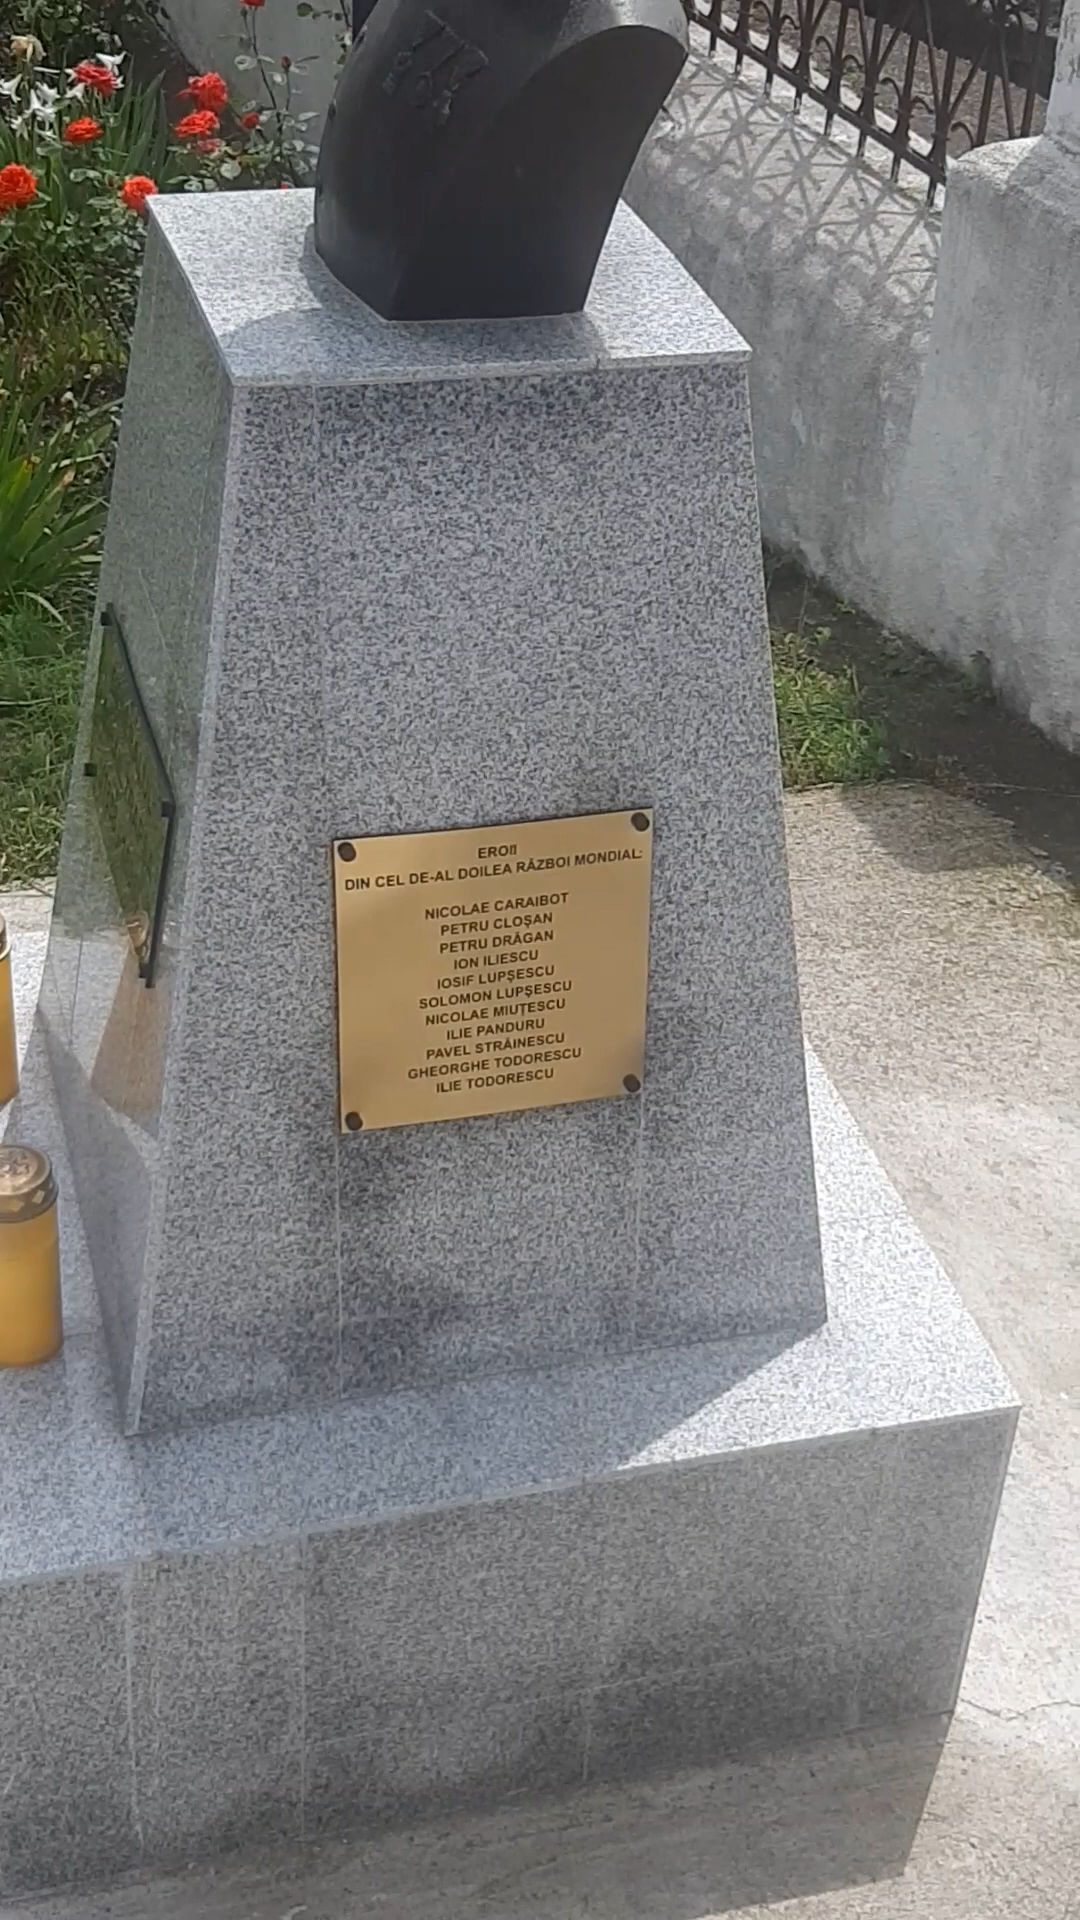 EROII
DIN CEL DE-AL DOILEA RĂZBOI MONDIAL:
NICOLAE CARAIBOT
PETRU CLOȘAN
PETRU DRĂGAN
ION ILIESCU
IOSIF LUPȘESCU
SOLOMON LUPȘESCU
NICOLAE MIUȚESCU
ILIE PANDURU
PAVEL STRĂINESCU
GHEORGHE TODORESCU
ILIE TODORESCU